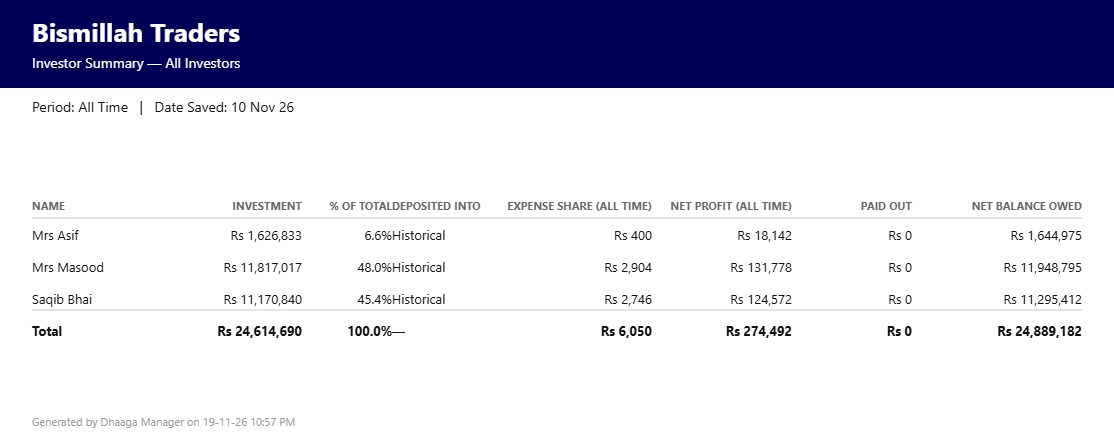 Bismillah Traders
Investor Summary — All Investors
Period: All Time | Date Saved: 10 Nov 26
NAME INVESTMENT % OF TOTALDEPOSITED INTO EXPENSE SHARE (ALL TIME) NET PROFIT (ALL TIME) PAID OUT NET BALANCE OWED
Mrs Asif Rs 1,626,833 6.6%Historical Rs 400 Rs 18,142 Rs 0 Rs 1,644,975
Mrs Masood Rs 11,817,017 48.0%Historical Rs 2,904 Rs 131,778 Rs 0 Rs 11,948,795
Saqib Bhai Rs 11,170,840 45.4%Historical Rs 2,746 Rs 124,572 Rs 0 Rs 11,295,412
Total Rs 24,614,690 100.0%— Rs 6,050 Rs 274,492 Rs 0 Rs 24,889,182
Generated by Dhaaga Manager on 19-11-26 10:57 PM